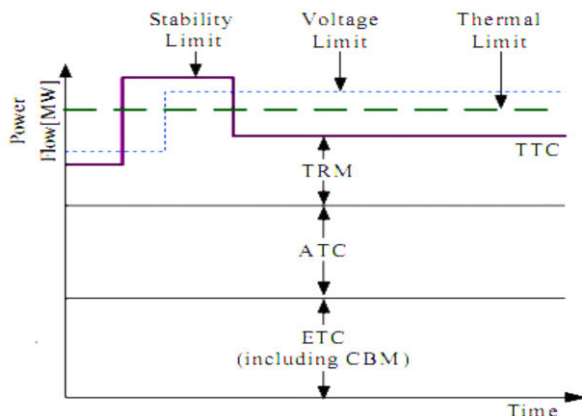 Stability
Limit
Voltage
Limit
Thermal
Limit
Power
Flow[MW]
TTC
TRM
ATC
ETC
(including CBM)
Time